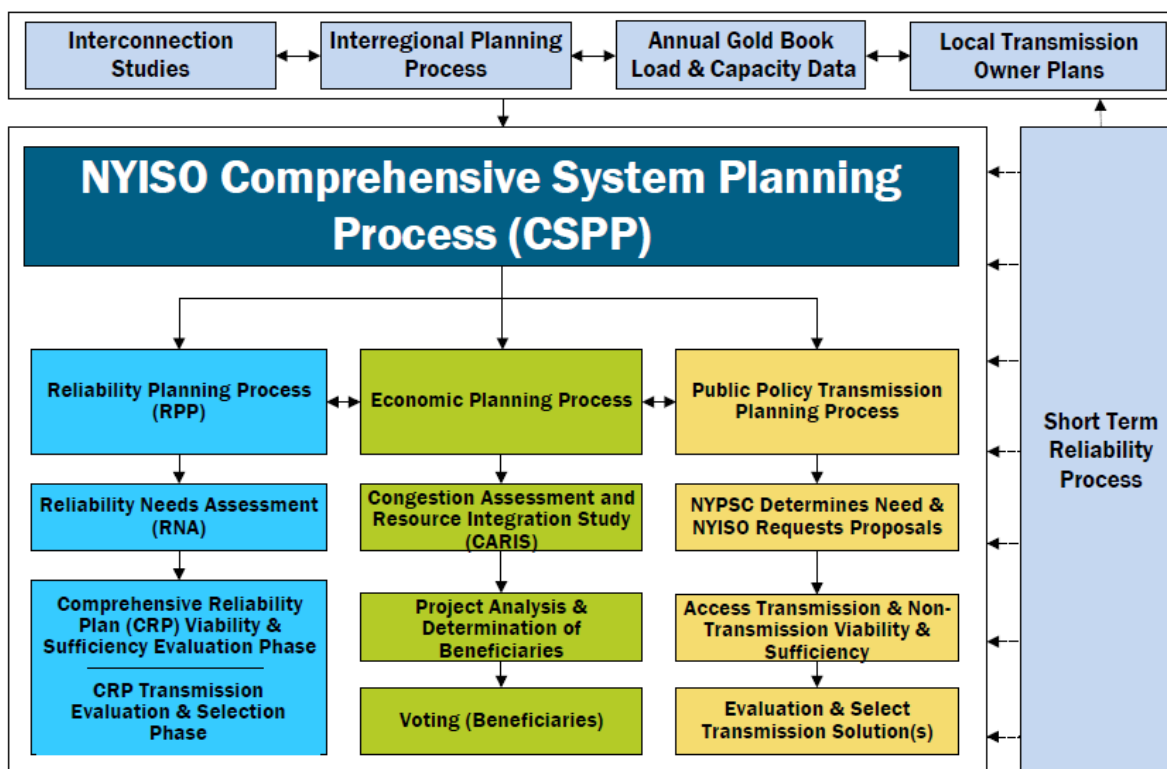 Interconnection
Studies
Interregional Planning
Process
Annual Gold Book
Load & Capacity Data
Local Transmission
Owner Plans
NYISO Comprehensive System Planning
Process (CSPP)
Reliability Planning Process
(RPP)
Economic Planning Process
Public Policy Transmission
Planning Process
Reliability Needs Assessment
(RNA)
Congestion Assessment and
Resource Integration Study
(CARIS)
NYPSC Determines Need &
NYISO Requests Proposals
Comprehensive Reliability
Plan (CRP) Viability &
Sufficiency Evaluation Phase
CRP Transmission
Evaluation & Selection
Phase
Project Analysis &
Determination of
Beneficiaries
Access Transmission & Non-
Transmission Viability &
Sufficiency
Voting (Beneficiaries)
Evaluation & Select
Transmission Solution(s)
Short Term
Reliability
Process